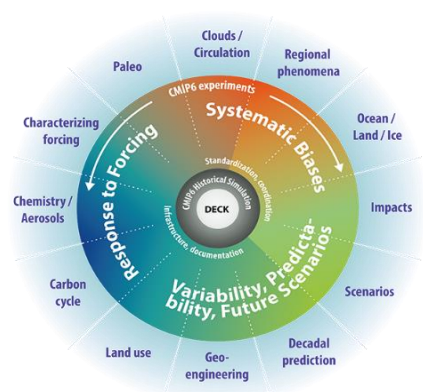 Clouds /
Circulation
Regional
phenomena
Ocean /
Land / Ice
Impacts
Scenarios
Decadal
prediction
Geo-
engineering
Land use
Carbon
cycle
Chemistry /
Aerosols
Characterizing
forcing
Paleo
CMIP6 experiments
Systematic Biases
Response to Forcing
Variability, Predicta-
bility, Future Scenarios
Standardization, coordination
Infrastructure, documentation
CMIP6 Historical Simulation
DECK